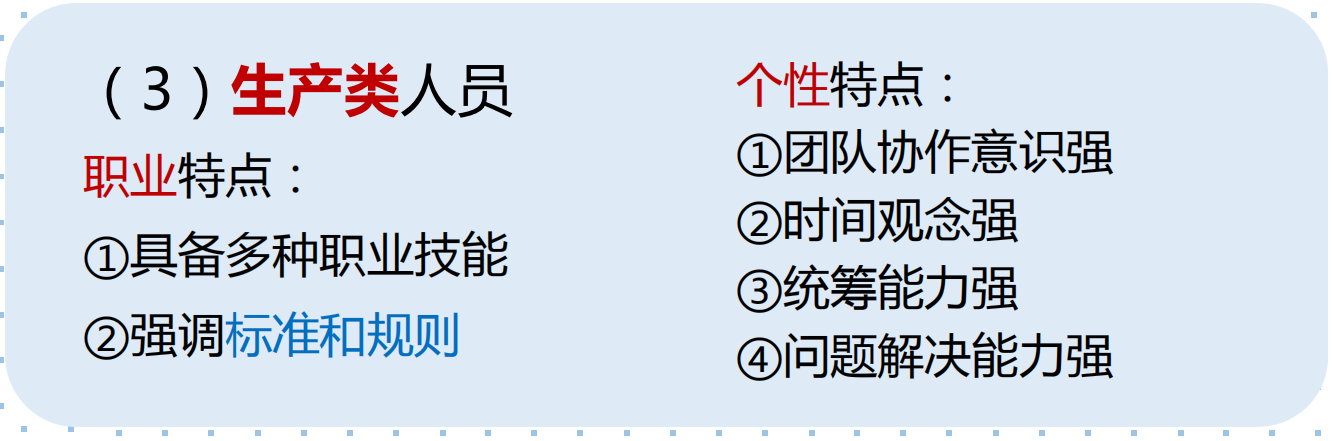 （3）生产类人员
职业特点：
①具备多种职业技能
②强调标准和规则
个性特点：
①团队协作意识强
②时间观念强
③统筹能力强
④问题解决能力强